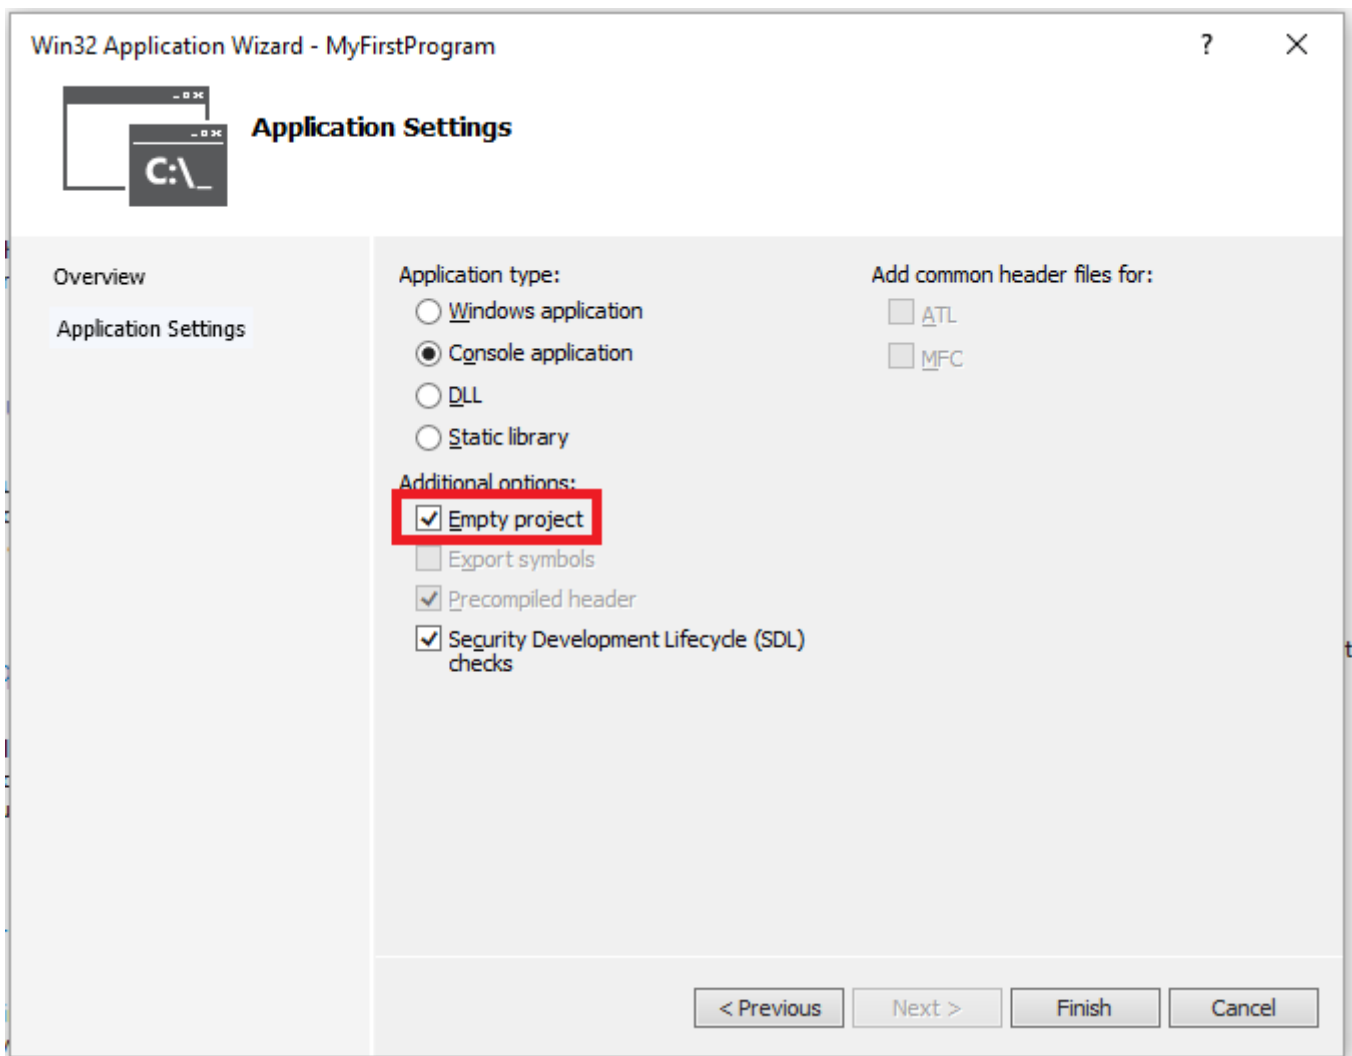 Win32 Application Wizard - MyFirstProgram
?
C:\_
Application Settings
Overview
Application Settings
Application type:
Windows application
Console application
DLL
Static library
Additional options:
Empty project
Export symbols
Precompiled header
Security Development Lifecycle (SDL)
checks
Add common header files for:
ATL
MFC
< Previous
Next >
Finish
Cancel